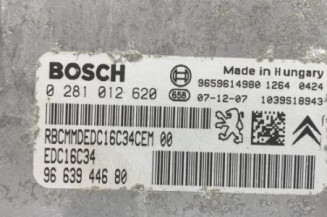 BOSCH
Made in Hungary
9659614980 1264 0424
0 281 012 620
658 07-12-07 1039S18943
RBCMMDEDC16C34CEM 00
EDC16C34
96 639 446 80